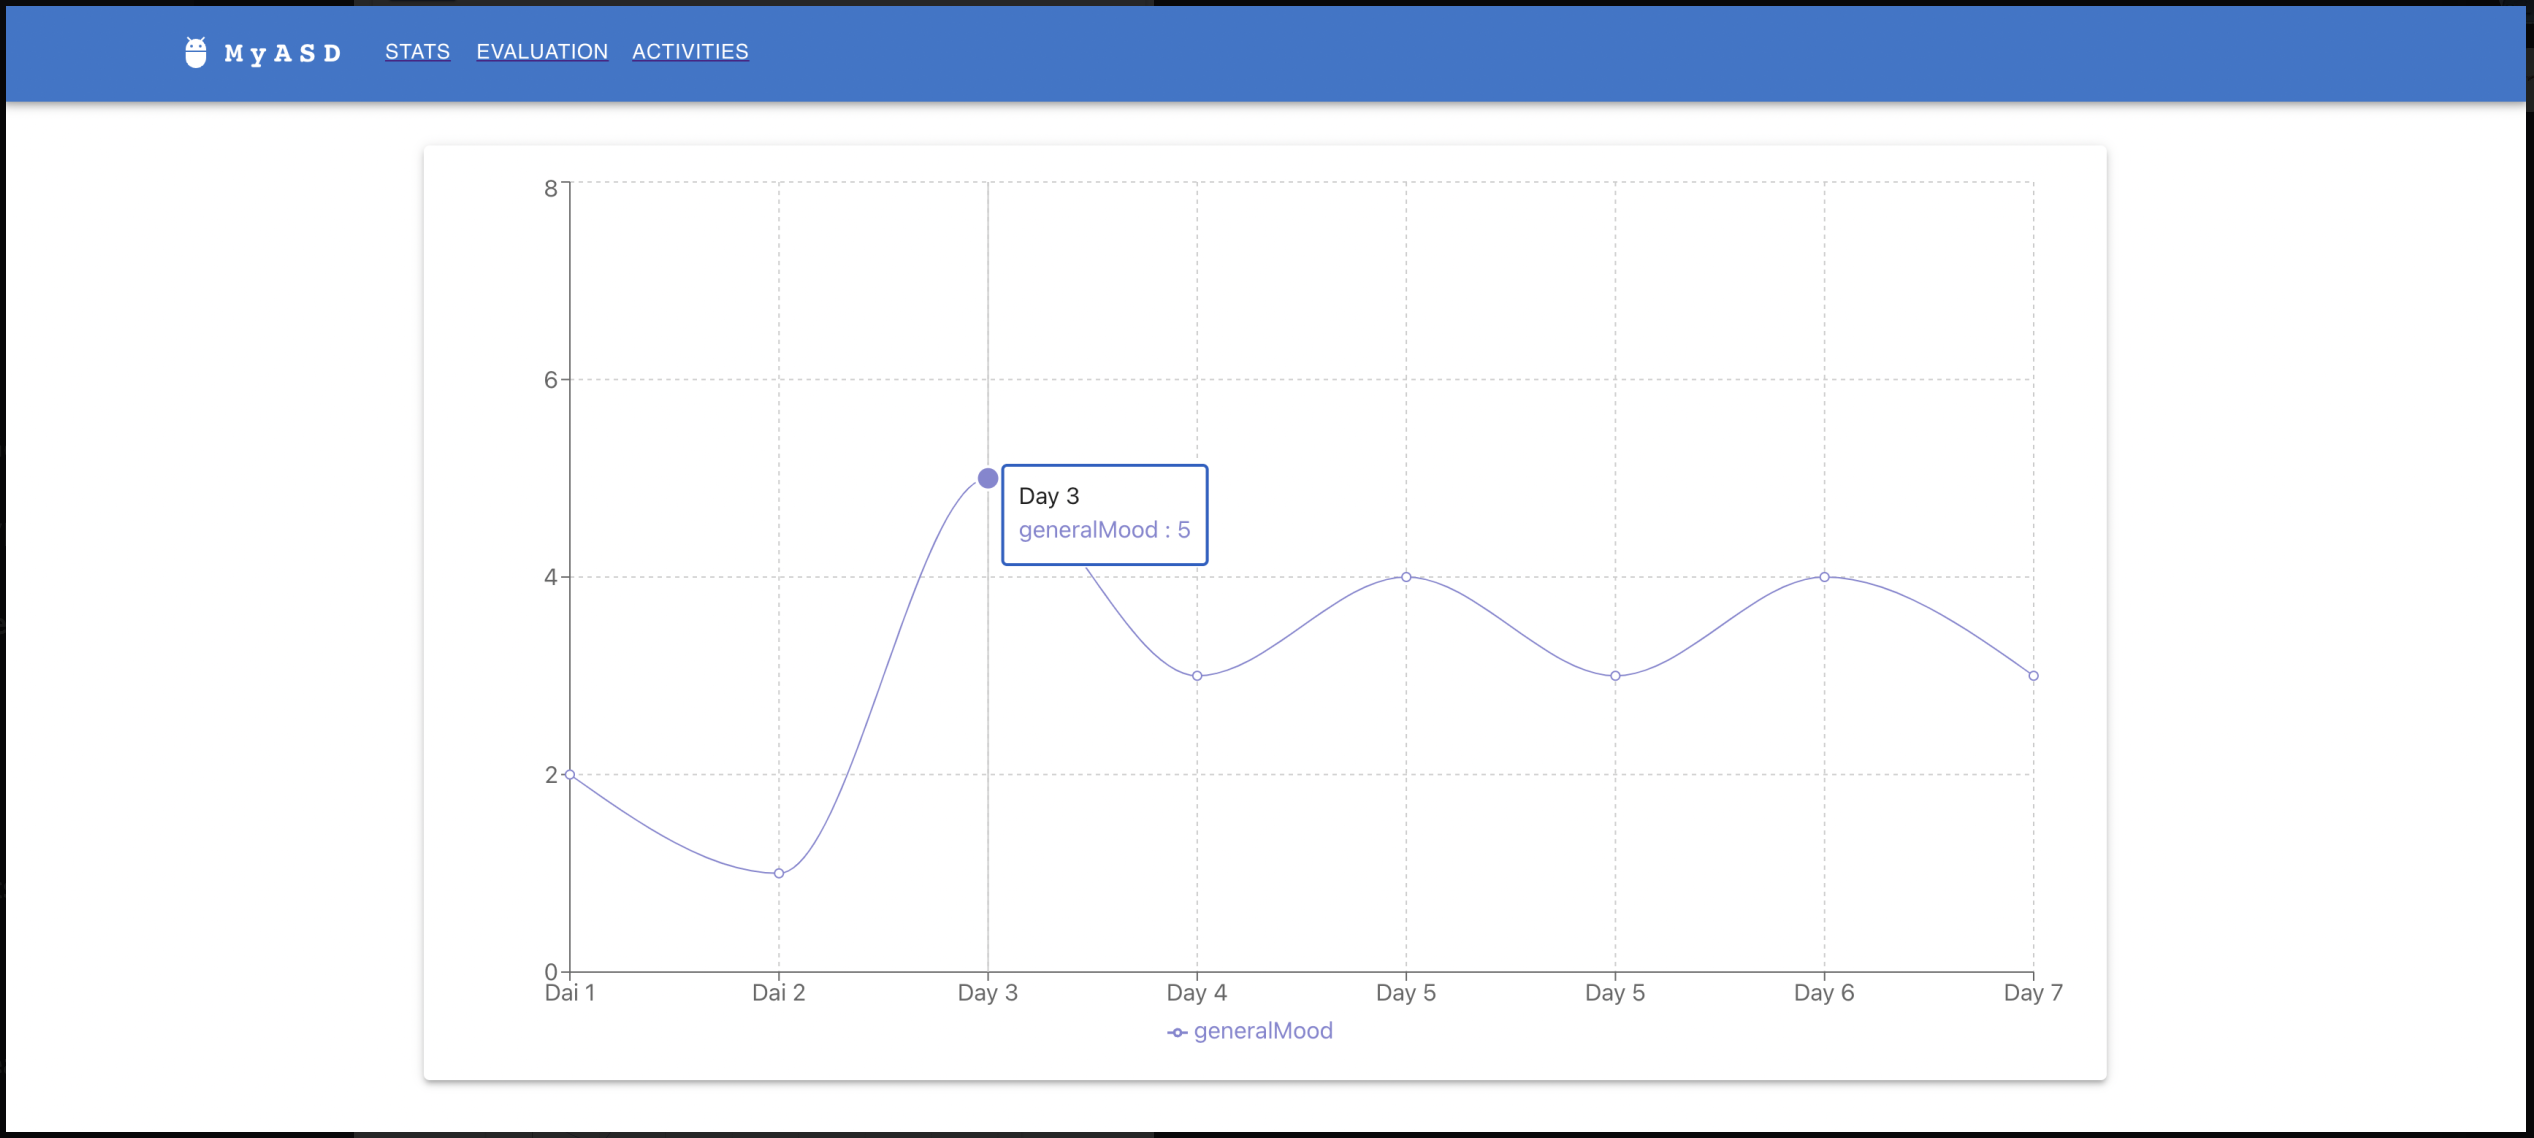 MyASD STATS EVALUATION ACTIVITIES
8
6
Day 3
generalMood : 5
4
2
0
Dai 1 Dai 2 Day 3 Day 4 Day 5 Day 5 Day 6 Day 7
generalMood